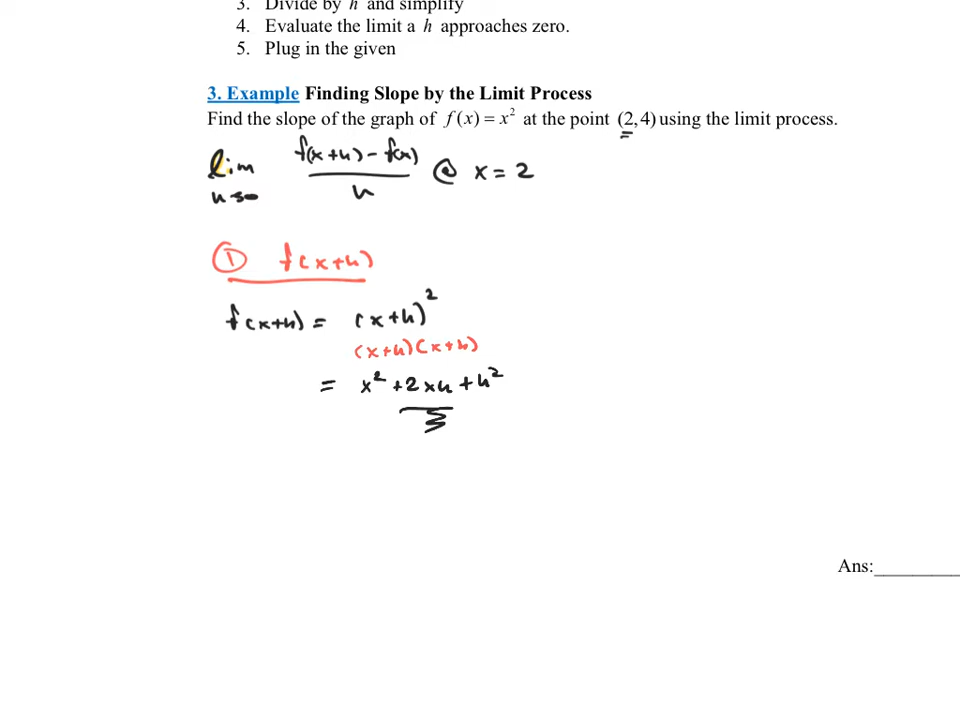 3. Divide by h and simplify
4. Evaluate the limit a h approaches zero.
5. Plug in the given
3. Example Finding Slope by the Limit Process
Find the slope of the graph of f(x) = x² at the point (2,4) using the limit process.
lim h→0 f(x+h) - f(x) / h @ x = 2
① f(x+h)
f(x+h) = (x+h)²
(x+h)(x+h)
= x² + 2xh + h²
Ans:________